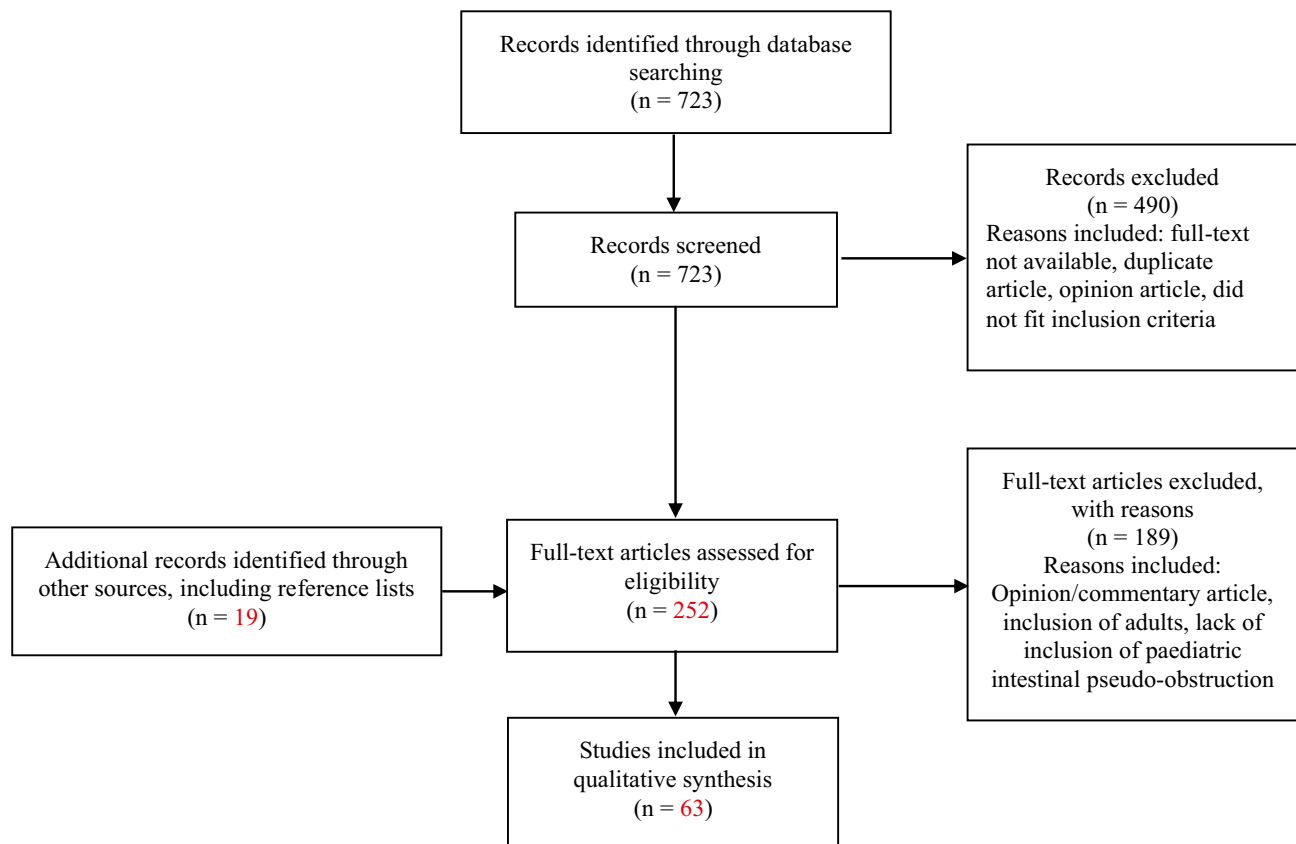 Records identified through database
searching
(n = 723)
Records screened
(n = 723)
Records excluded
(n = 490)
Reasons included: full-text
not available, duplicate
article, opinion article, did
not fit inclusion criteria
Additional records identified through
other sources, including reference lists
(n = 19)
Full-text articles assessed for
eligibility
(n = 252)
Full-text articles excluded,
with reasons
(n = 189)
Reasons included:
Opinion/commentary article,
inclusion of adults, lack of
inclusion of paediatric
intestinal pseudo-obstruction
Studies included in
qualitative synthesis
(n = 63)